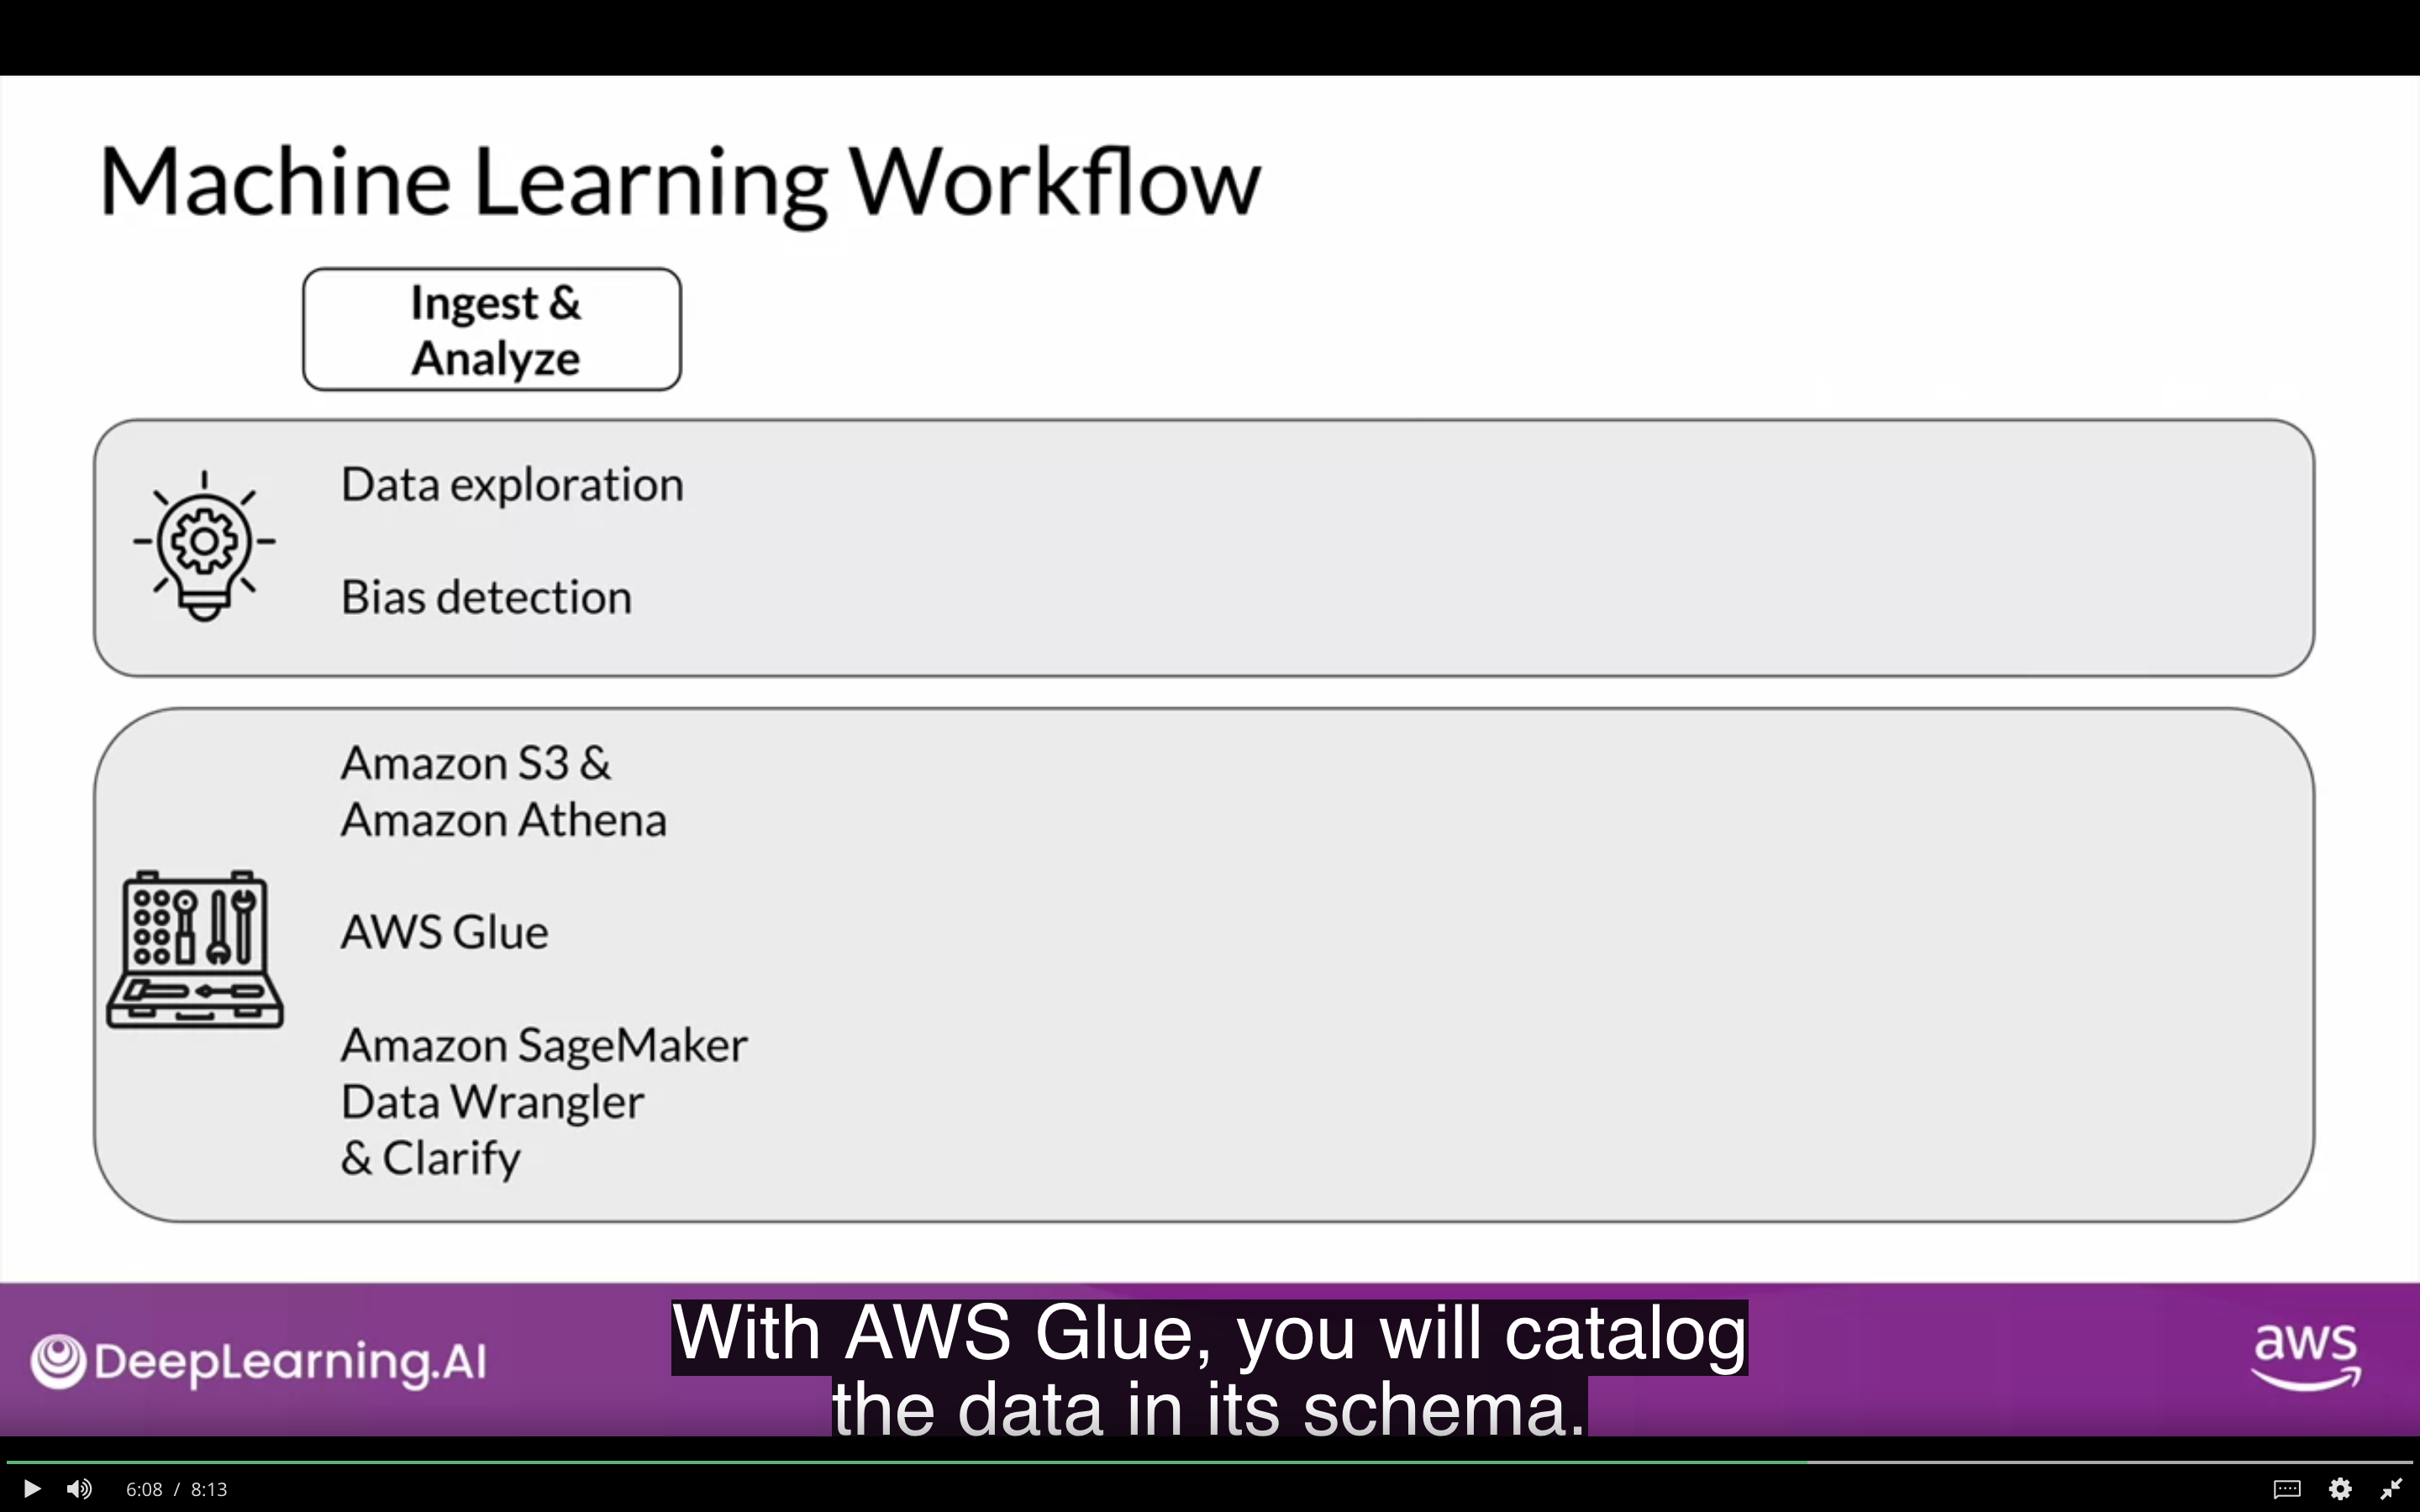 Machine Learning Workflow
Ingest &
Analyze
Data exploration
Bias detection
Amazon S3 &
Amazon Athena
AWS Glue
Amazon SageMaker
Data Wrangler
& Clarify
DeepLearning.AI
With AWS Glue, you will catalog
the data in its schema.
aws
6:08 / 8:13